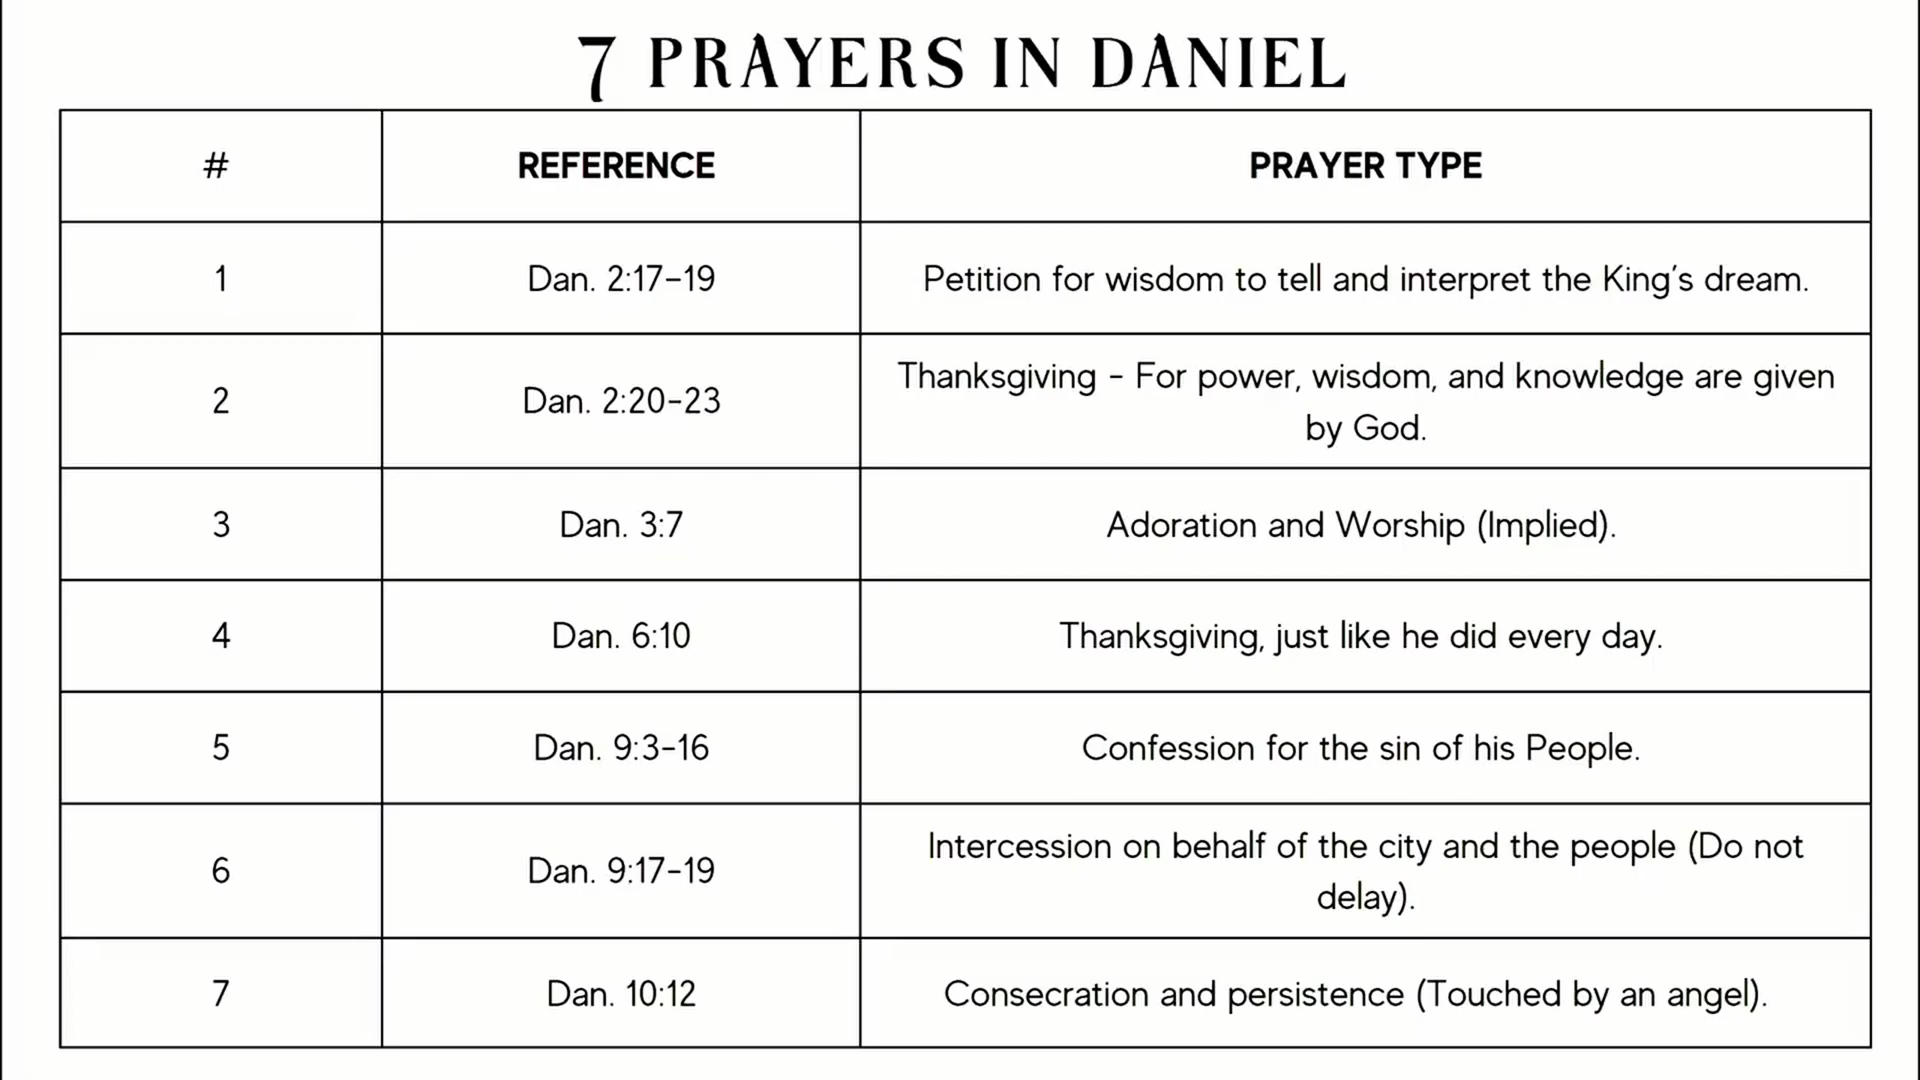 7 PRAYERS IN DANIEL
# REFERENCE PRAYER TYPE
1 Dan. 2:17-19 Petition for wisdom to tell and interpret the King's dream.
2 Dan. 2:20-23 Thanksgiving - For power, wisdom, and knowledge are given
by God.
3 Dan. 3:7 Adoration and Worship (Implied).
4 Dan. 6:10 Thanksgiving, just like he did every day.
5 Dan. 9:3-16 Confession for the sin of his People.
6 Dan. 9:17-19 Intercession on behalf of the city and the people (Do not
delay).
7 Dan. 10:12 Consecration and persistence (Touched by an angel).